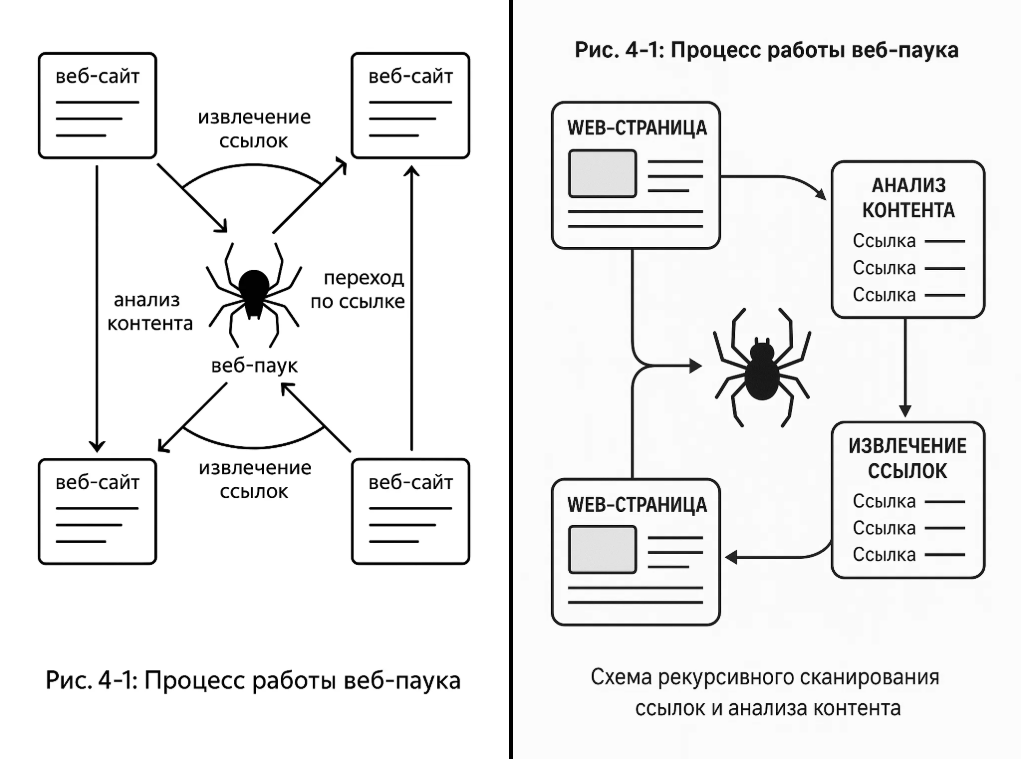 веб-сайт
веб-сайт
извлечение
ссылок
анализ
контента
переход
по ссылке
веб-паук
извлечение
ссылок
веб-сайт
веб-сайт
Рис. 4-1: Процесс работы веб-паука
Рис. 4-1: Процесс работы веб-паука
WEB-СТРАНИЦА
АНАЛИЗ
КОНТЕНТА
Ссылка
Ссылка
Ссылка
ИЗВЛЕЧЕНИЕ
ССЫЛОК
Ссылка
Ссылка
Ссылка
WEB-СТРАНИЦА
Схема рекурсивного сканирования
ссылок и анализа контента